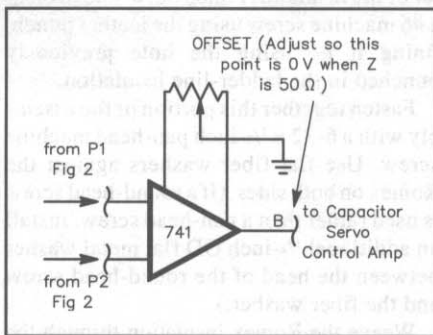 OFFSET (Adjust so this
point is 0 V when Z
is 50 Ω)
from P1
Fig 2
741
B
to Capacitor
Servo
Control Amp
from P2
Fig 2